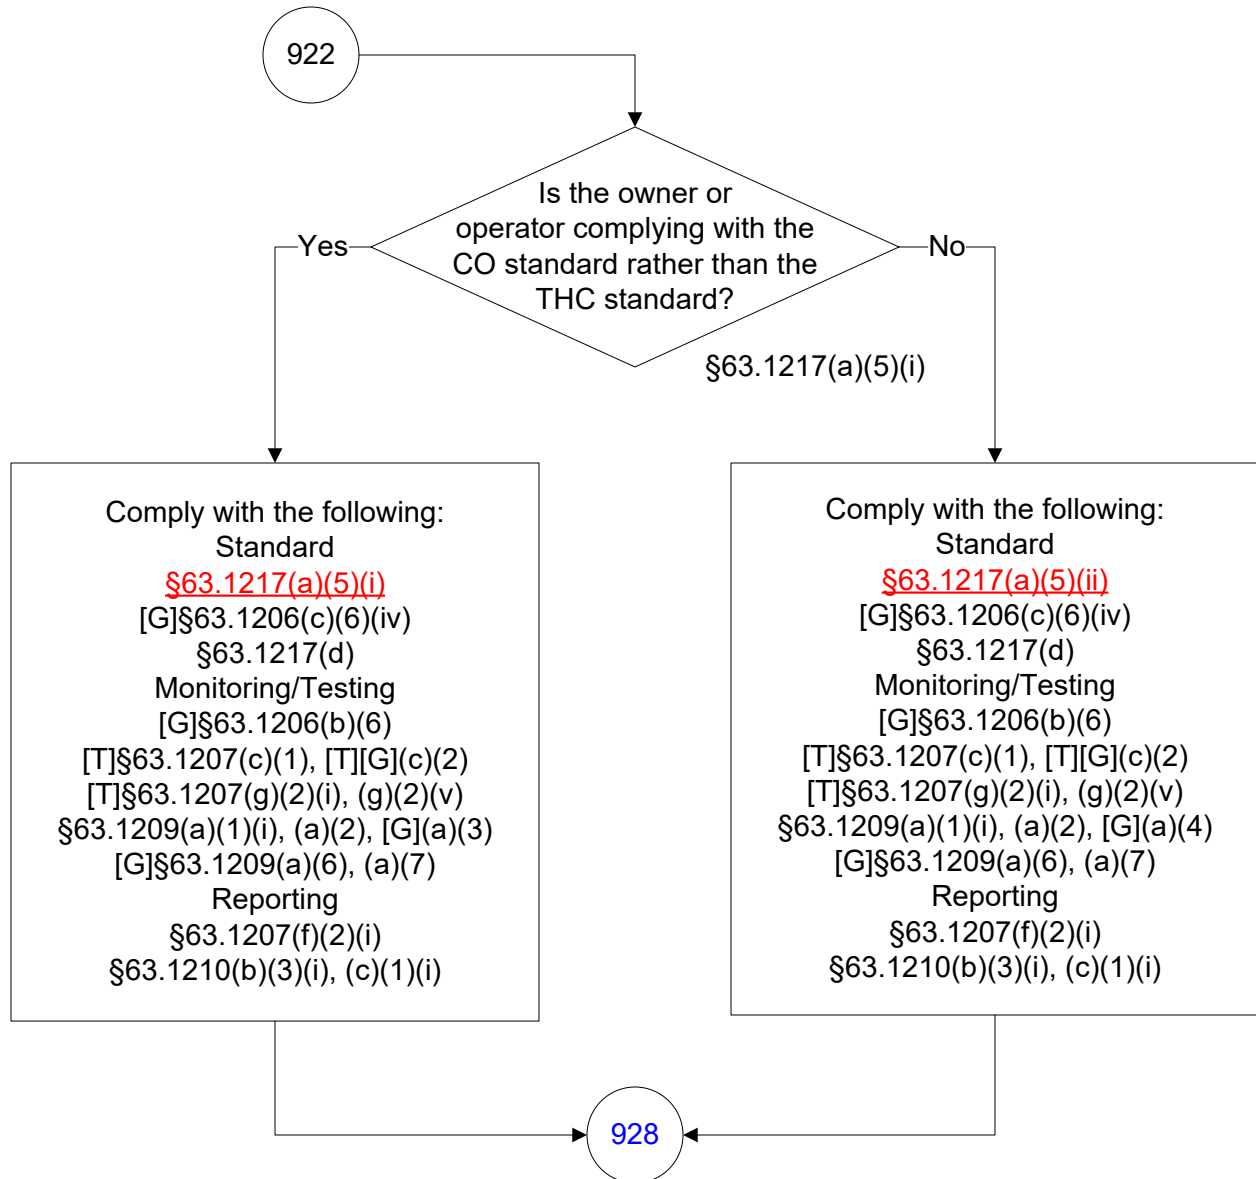 922
Is the owner or
operator complying with the
CO standard rather than the
THC standard?
Yes
No
§63.1217(a)(5)(i)
Comply with the following:
Standard
§63.1217(a)(5)(i)
[G]§63.1206(c)(6)(iv)
§63.1217(d)
Monitoring/Testing
[G]§63.1206(b)(6)
[T]§63.1207(c)(1), [T][G](c)(2)
[T]§63.1207(g)(2)(i), (g)(2)(v)
§63.1209(a)(1)(i), (a)(2), [G](a)(3)
[G]§63.1209(a)(6), (a)(7)
Reporting
§63.1207(f)(2)(i)
§63.1210(b)(3)(i), (c)(1)(i)
Comply with the following:
Standard
§63.1217(a)(5)(ii)
[G]§63.1206(c)(6)(iv)
§63.1217(d)
Monitoring/Testing
[G]§63.1206(b)(6)
[T]§63.1207(c)(1), [T][G](c)(2)
[T]§63.1207(g)(2)(i), (g)(2)(v)
§63.1209(a)(1)(i), (a)(2), [G](a)(4)
[G]§63.1209(a)(6), (a)(7)
Reporting
§63.1207(f)(2)(i)
§63.1210(b)(3)(i), (c)(1)(i)
928